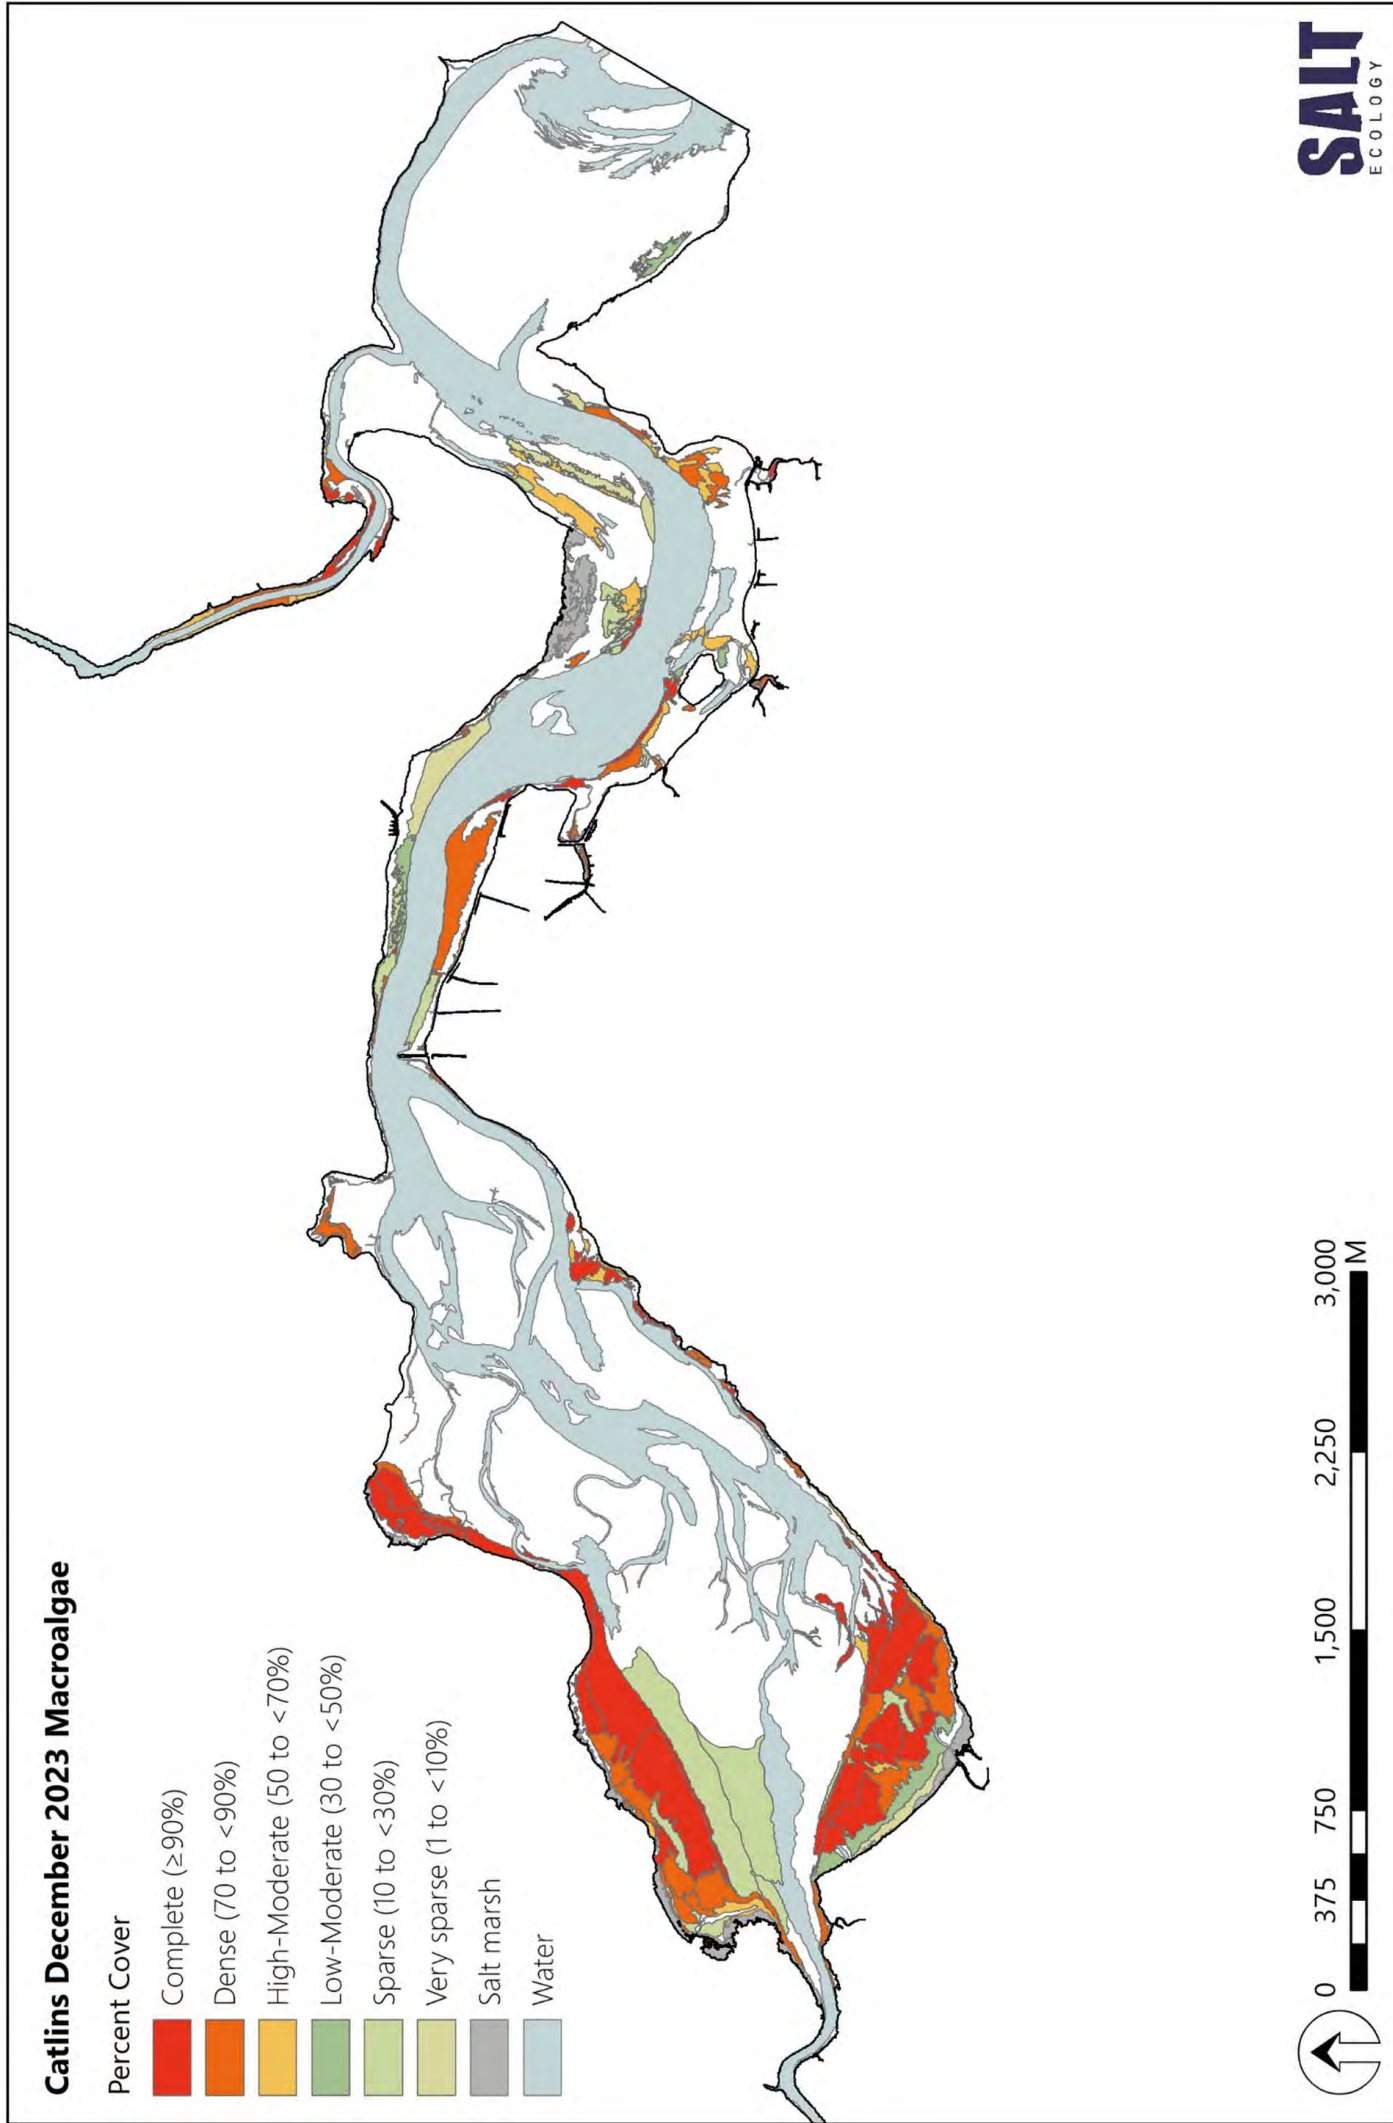 Catlins December 2023 Macroalgae
Percent Cover
Complete (≥90%)
Dense (70 to <90%)
High-Moderate (50 to <70%)
Low-Moderate (30 to <50%)
Sparse (10 to <30%)
Very sparse (1 to <10%)
Salt marsh
Water
0 375 750 1,500 2,250 3,000
M
SALT
ECOLOGY